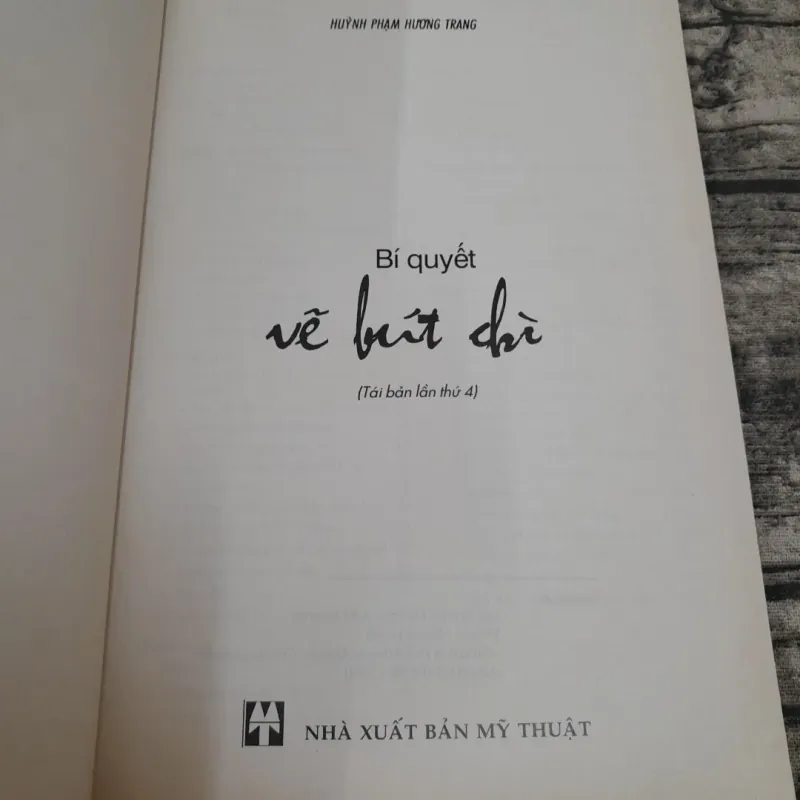 HUỲNH PHẠM HƯƠNG TRANG
Bí quyết
vẽ bút chì
(Tái bản lần thứ 4)
NHÀ XUẤT BẢN MỸ THUẬT